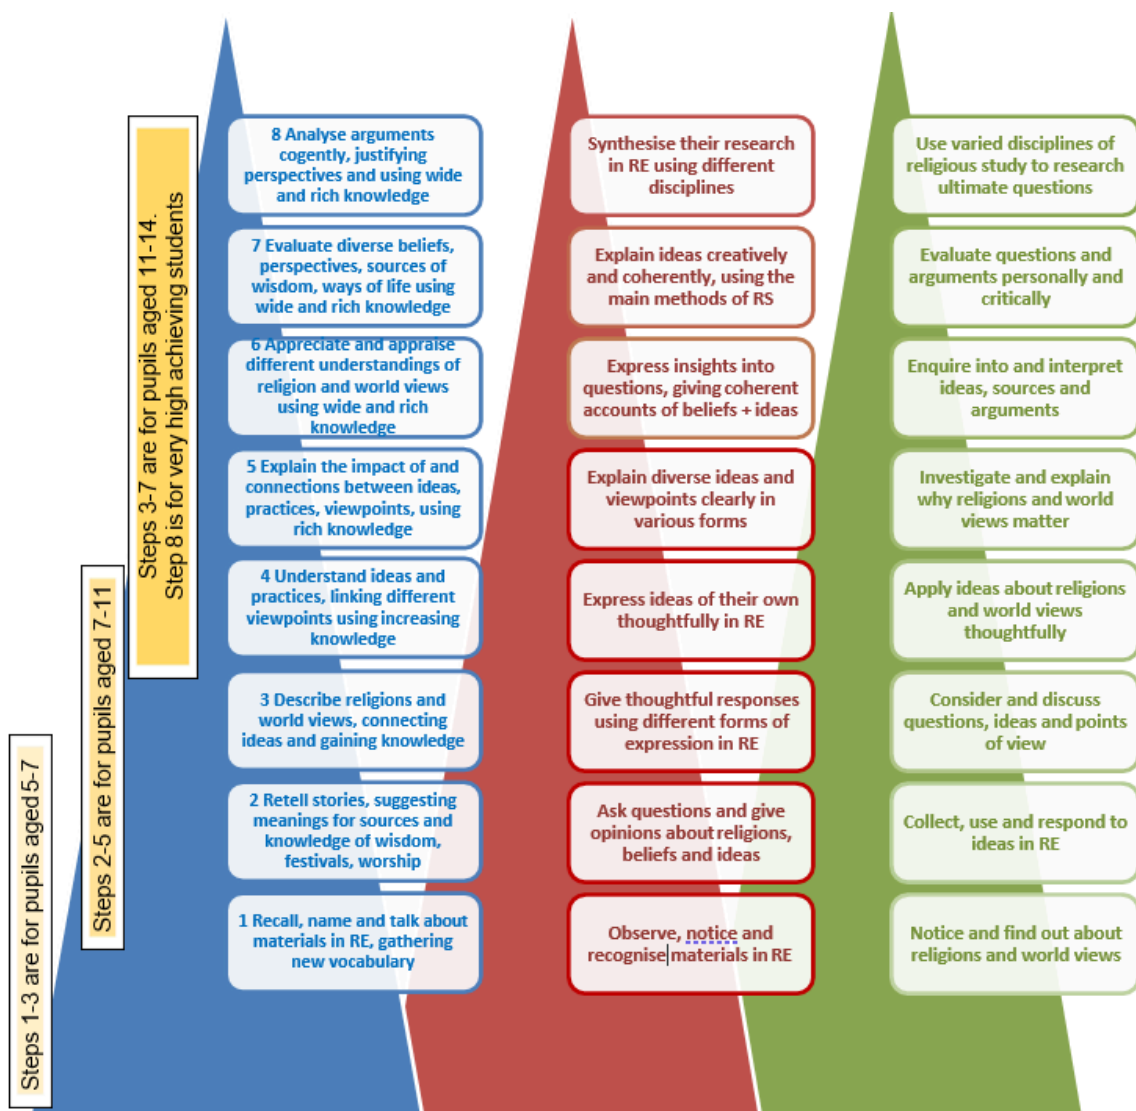 Steps 3-7 are for pupils aged 11-14.
Step 8 is for very high achieving students
Steps 2-5 are for pupils aged 7-11
Steps 1-3 are for pupils aged 5-7
8 Analyse arguments
cogently, justifying
perspectives and using wide
and rich knowledge
Synthesise their research
in RE using different
disciplines
Use varied disciplines of
religious study to research
ultimate questions
7 Evaluate diverse beliefs,
perspectives, sources of
wisdom, ways of life using
wide and rich knowledge
Explain ideas creatively
and coherently, using the
main methods of RS
Evaluate questions and
arguments personally and
critically
6 Appreciate and appraise
different understandings of
religion and world views
using wide and rich
knowledge
Express insights into
questions, giving coherent
accounts of beliefs + ideas
Enquire into and interpret
ideas, sources and
arguments
5 Explain the impact of and
connections between ideas,
practices, viewpoints, using
rich knowledge
Explain diverse ideas and
viewpoints clearly in
various forms
Investigate and explain
why religions and world
views matter
4 Understand ideas and
practices, linking different
viewpoints using increasing
knowledge
Express ideas of their own
thoughtfully in RE
Apply ideas about religions
and world views
thoughtfully
3 Describe religions and
world views, connecting
ideas and gaining knowledge
Give thoughtful responses
using different forms of
expression in RE
Consider and discuss
questions, ideas and points
of view
2 Retell stories, suggesting
meanings for sources and
knowledge of wisdom,
festivals, worship
Ask questions and give
opinions about religions,
beliefs and ideas
Collect, use and respond to
ideas in RE
1 Recall, name and talk about
materials in RE, gathering
new vocabulary
Observe, notice and
recognise materials in RE
Notice and find out about
religions and world views